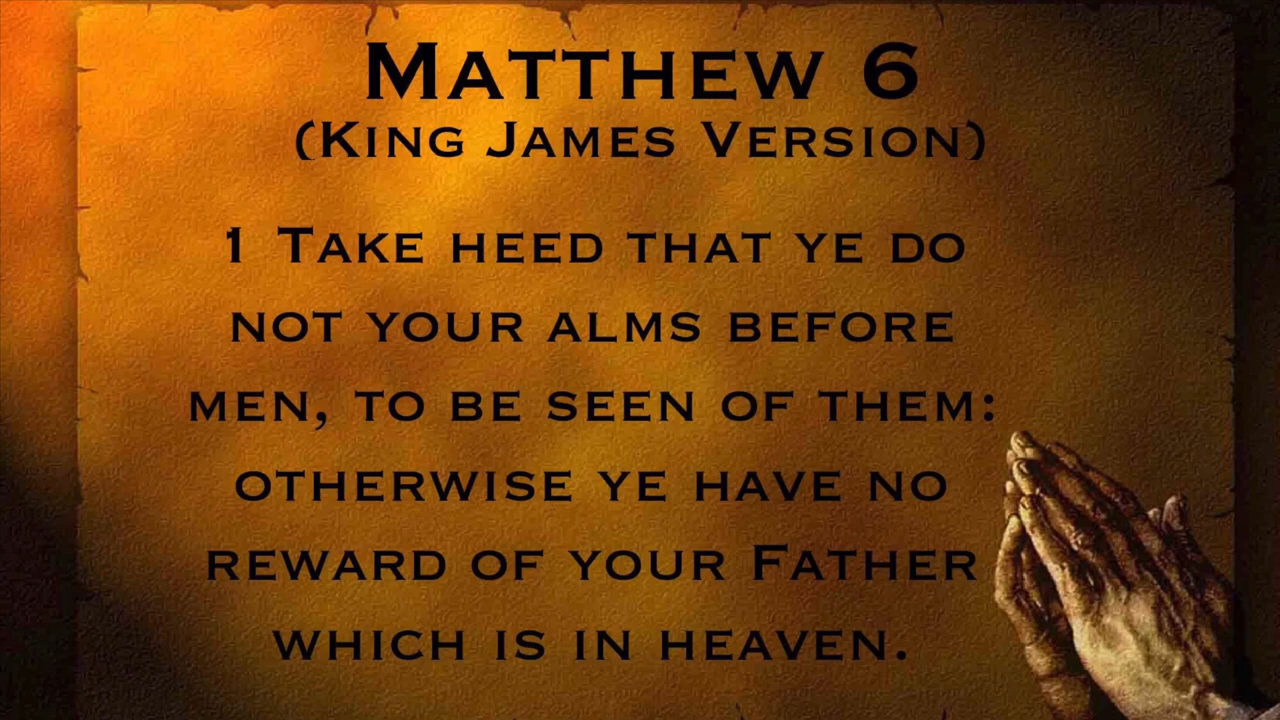 Matthew 6
(King James Version)
1 Take heed that ye do
not your alms before
men, to be seen of them:
otherwise ye have no
reward of your Father
which is in heaven.